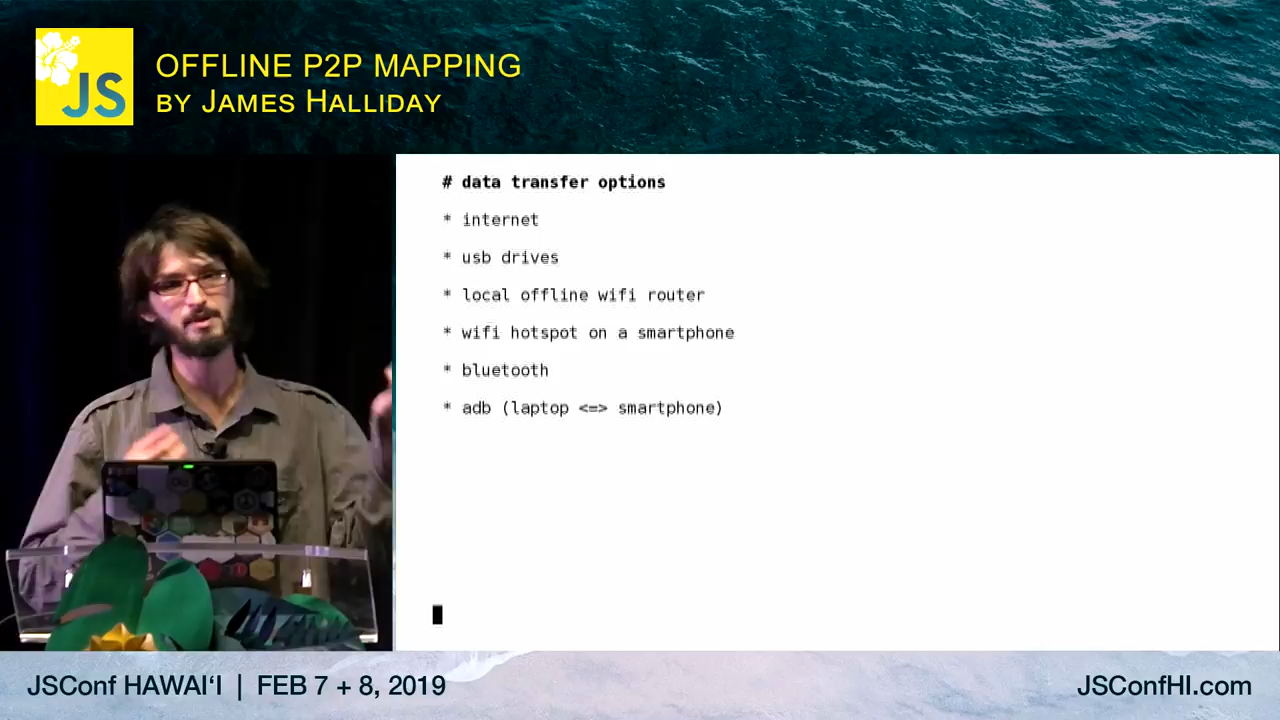 JS
OFFLINE P2P MAPPING
BY JAMES HALLIDAY
# data transfer options
* internet
* usb drives
* local offline wifi router
* wifi hotspot on a smartphone
* bluetooth
* adb (laptop <=> smartphone)
JSConf HAWAIʻI | FEB 7 + 8, 2019
JSConfHI.com